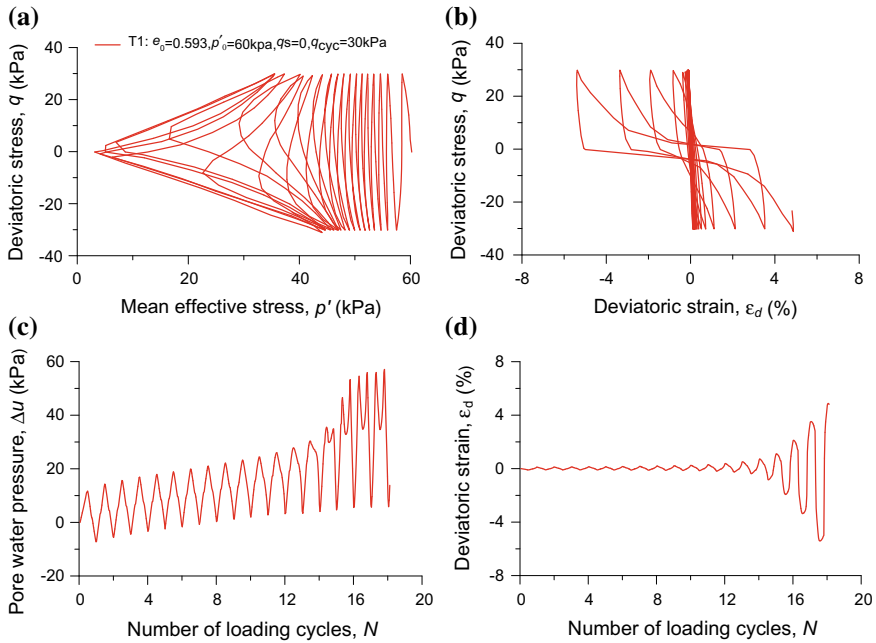 (a)
T1: e₀=0.593,p'₀=60kpa,qs=0,qcyc=30kPa
Deviatoric stress, q (kPa)
40
20
0
-20
-40
0 20 40 60
Mean effective stress, p' (kPa)
(b)
Deviatoric stress, q (kPa)
40
20
0
-20
-40
-8 -4 0 4 8
Deviatoric strain, εd (%)
(c)
Pore water pressure, Δu (kPa)
60
40
20
0
-20
0 4 8 12 16 20
Number of loading cycles, N
(d)
Deviatoric strain, εd (%)
8
4
0
-4
-8
0 4 8 12 16 20
Number of loading cycles, N